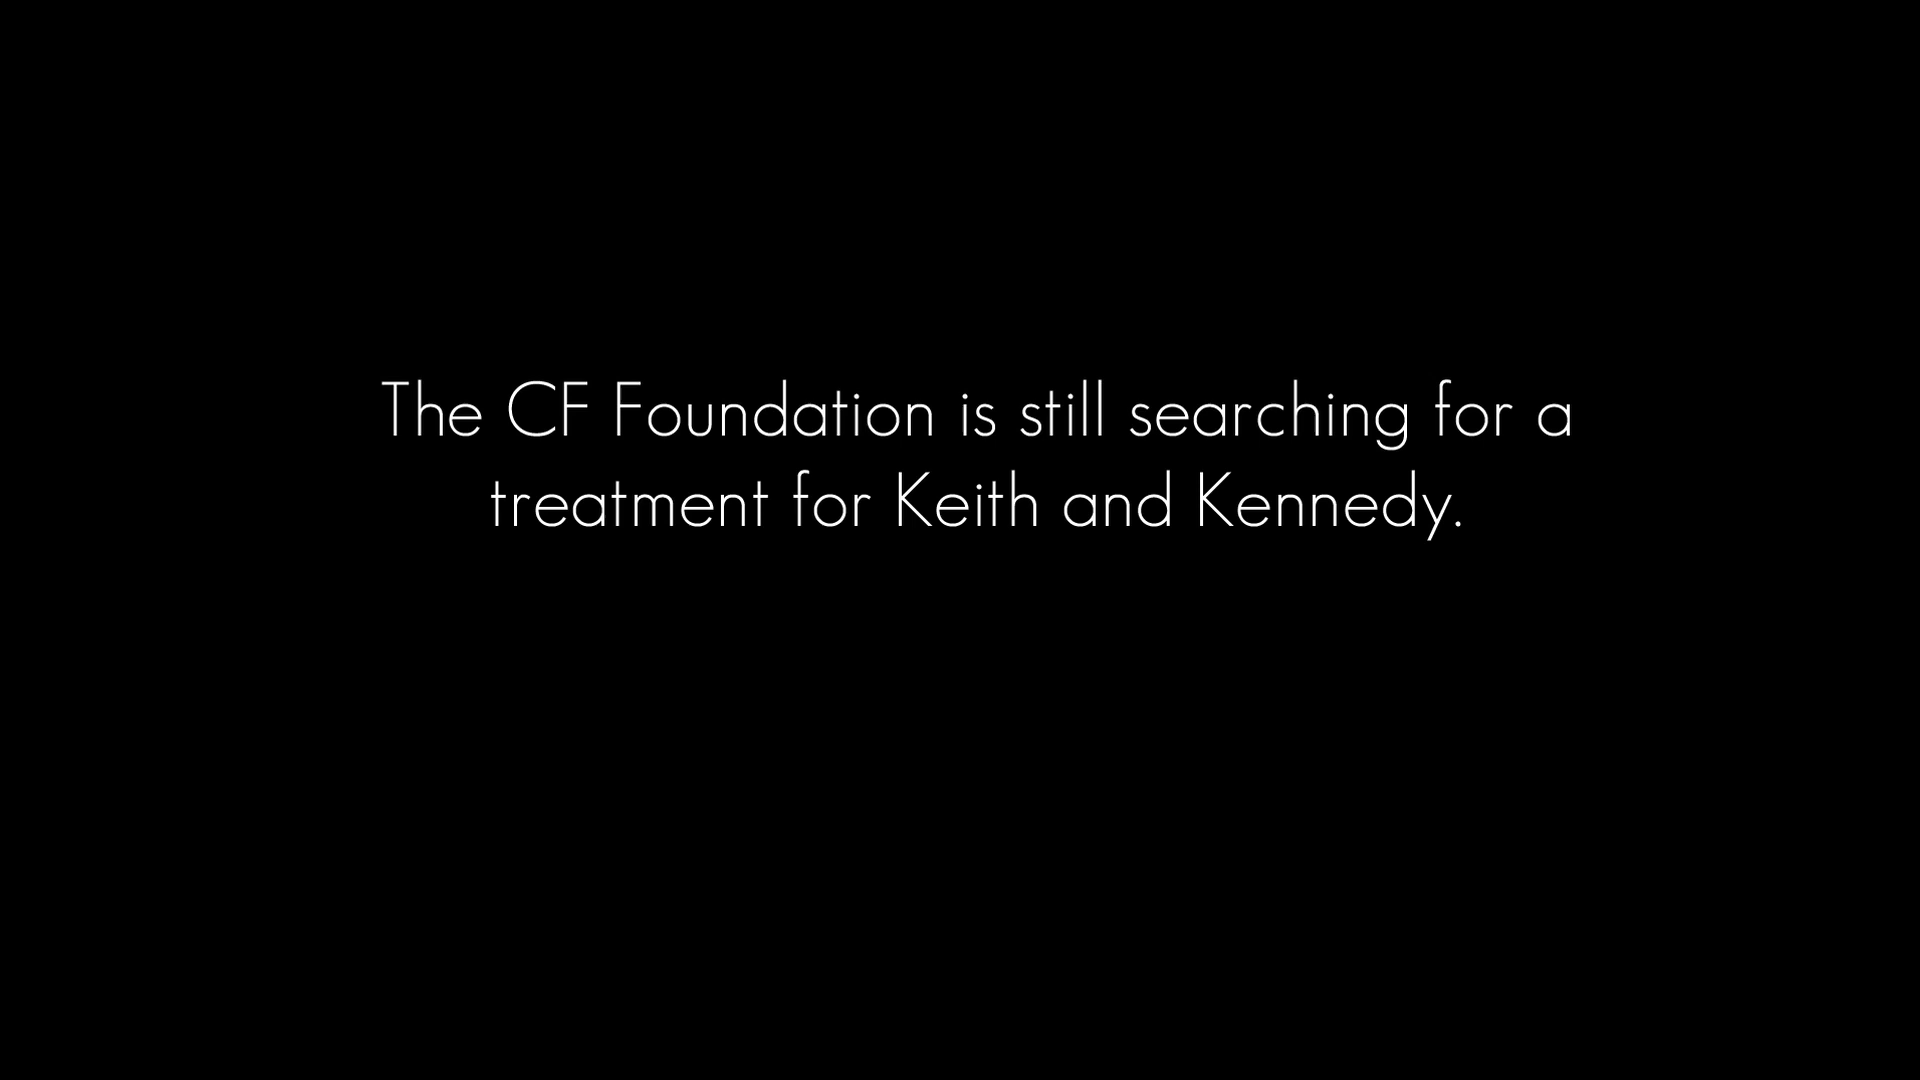 The CF Foundation is still searching for a
treatment for Keith and Kennedy.